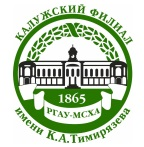 КАЛУЖСКИЙ ФИЛИАЛ
1865
РГАУ-МСХА
имени К.А.Тимирязева